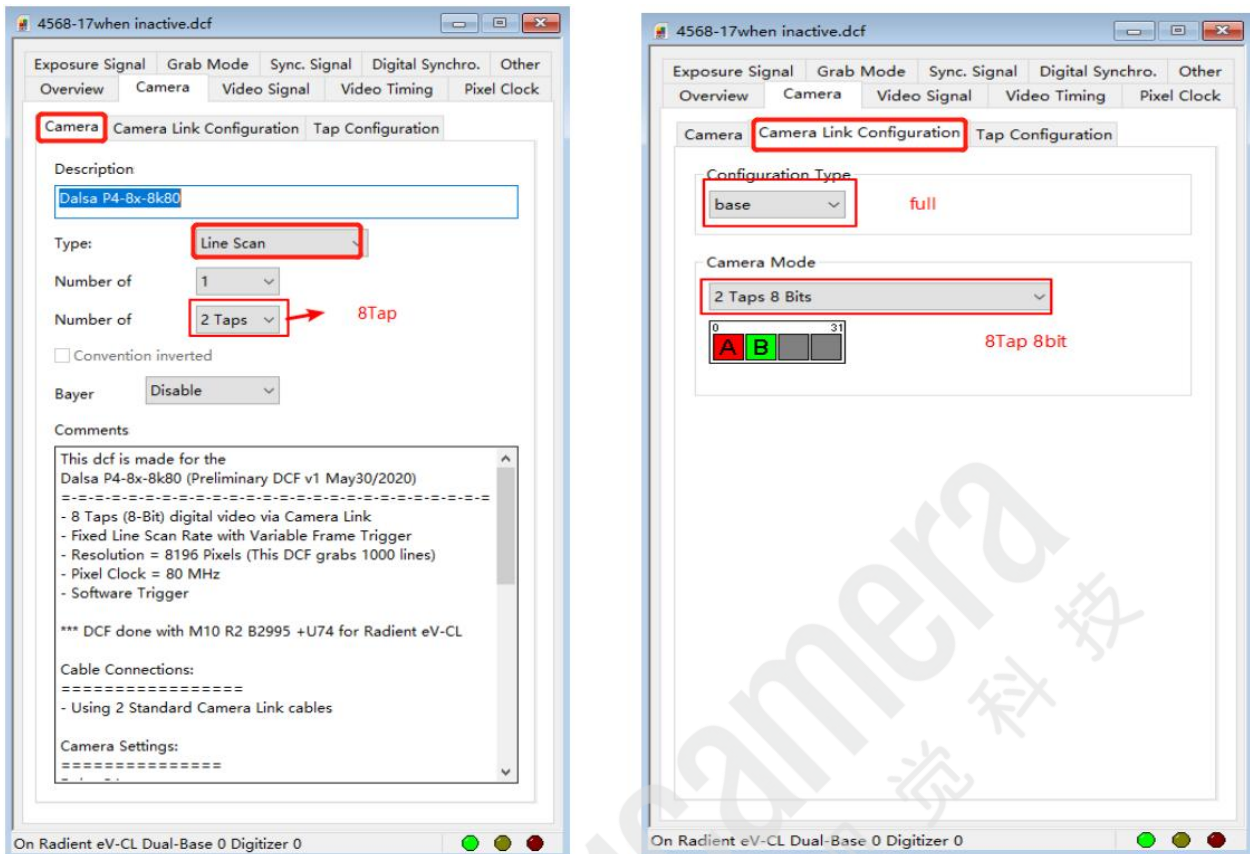 4568-17when inactive.dcf
Exposure Signal Grab Mode Sync. Signal Digital Synchro. Other
Overview Camera Video Signal Video Timing Pixel Clock
Camera Camera Link Configuration Tap Configuration
Description
Dalsa P4-8x-8k80
Type: Line Scan
Number of 1
Number of 2 Taps 8Tap
Convention inverted
Bayer Disable
Comments
This dcf is made for the
Dalsa P4-8x-8k80 (Preliminary DCF v1 May30/2020)
=-=-=-=-=-=-=-=-=-=-=-=-=-=-=-=-=-=-=-=-=-=-=-=-=
- 8 Taps (8-Bit) digital video via Camera Link
- Fixed Line Scan Rate with Variable Frame Trigger
- Resolution = 8196 Pixels (This DCF grabs 1000 lines)
- Pixel Clock = 80 MHz
- Software Trigger
*** DCF done with M10 R2 B2995 +U74 for Radient eV-CL
Cable Connections:
==================
- Using 2 Standard Camera Link cables
Camera Settings:
================
On Radient eV-CL Dual-Base 0 Digitizer 0
4568-17when inactive.dcf
Exposure Signal Grab Mode Sync. Signal Digital Synchro. Other
Overview Camera Video Signal Video Timing Pixel Clock
Camera Camera Link Configuration Tap Configuration
Configuration Type
base full
Camera Mode
2 Taps 8 Bits
0 31
A B
8Tap 8bit
On Radient eV-CL Dual-Base 0 Digitizer 0
camera
觉科技